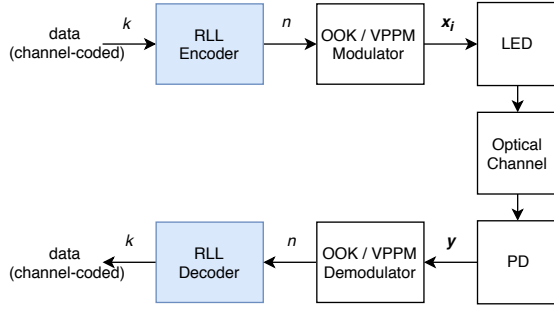 data
(channel-coded)
k
RLL
Encoder
n
OOK / VPPM
Modulator
xi
LED
Optical
Channel
data
(channel-coded)
k
RLL
Decoder
n
OOK / VPPM
Demodulator
y
PD